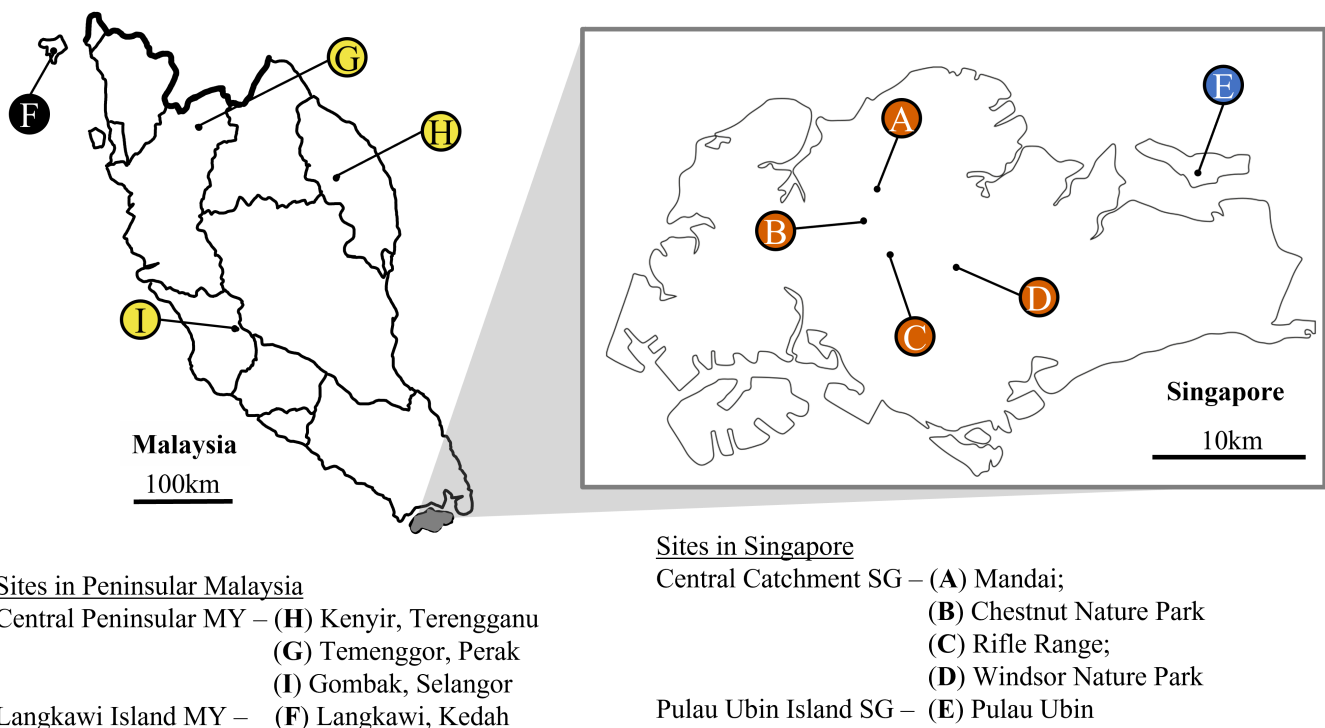 G
F
H
I
E
A
B
D
C
Malaysia
100km
Singapore
10km
Sites in Peninsular Malaysia
Central Peninsular MY – (H) Kenyir, Terengganu
(G) Temenggor, Perak
(I) Gombak, Selangor
Langkawi Island MY – (F) Langkawi, Kedah
Sites in Singapore
Central Catchment SG – (A) Mandai;
(B) Chestnut Nature Park
(C) Rifle Range;
(D) Windsor Nature Park
Pulau Ubin Island SG – (E) Pulau Ubin